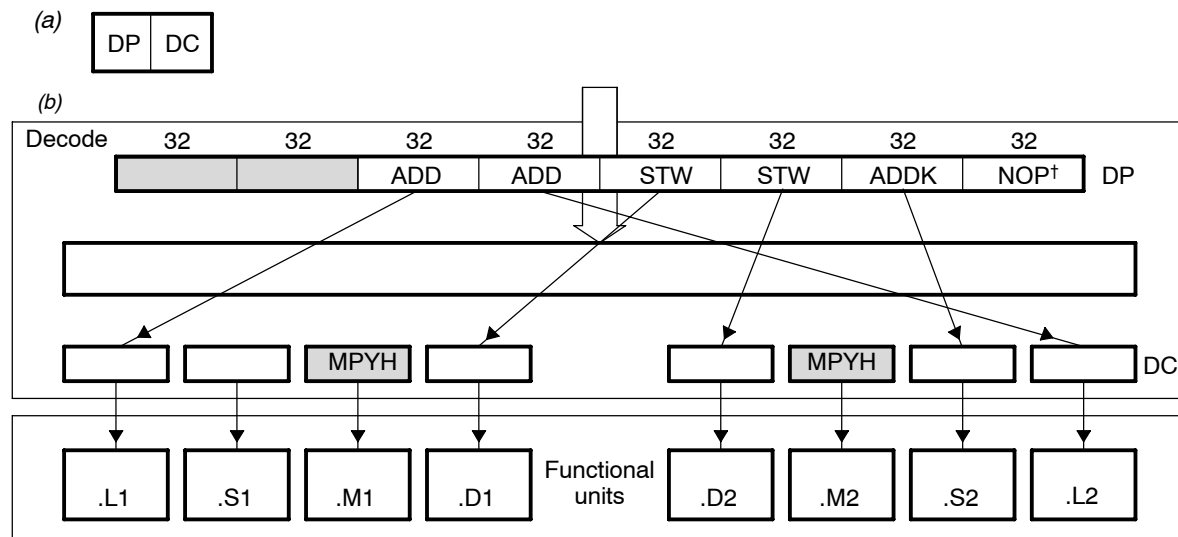 (a)
DP DC
(b)
Decode 32 32 32 32 32 32 32 32
ADD ADD STW STW ADDK NOP† DP
MPYH MPYH DC
.L1 .S1 .M1 .D1 Functional units .D2 .M2 .S2 .L2